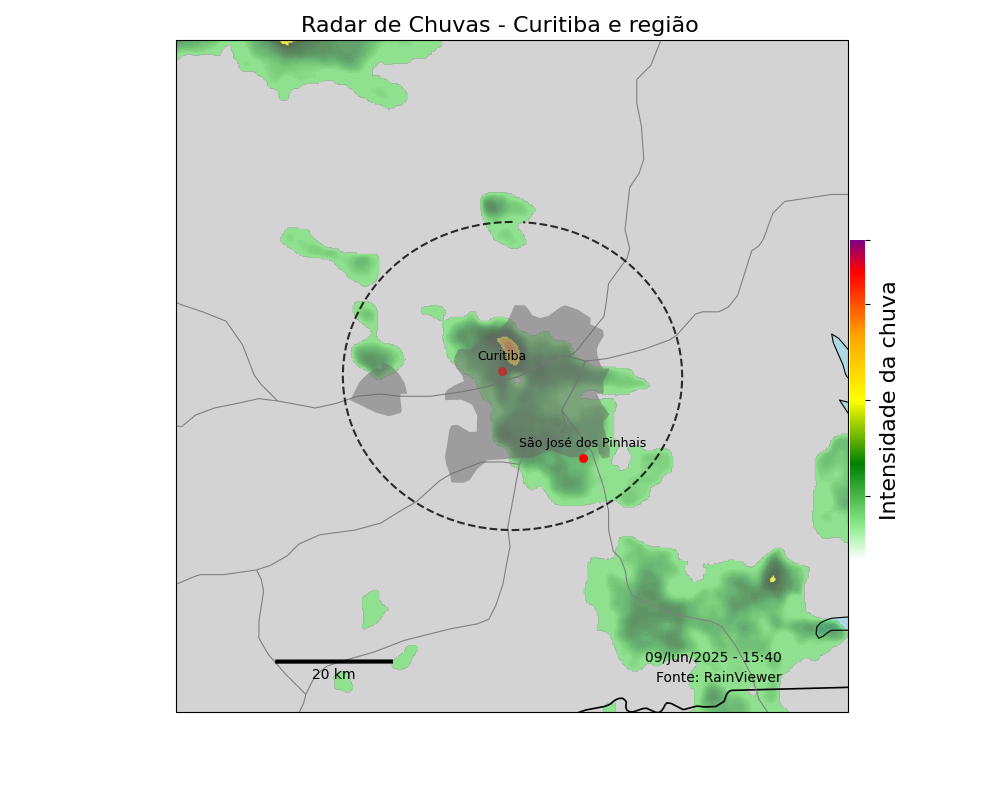 Radar de Chuvas - Curitiba e região
Curitiba
São José dos Pinhais
Intensidade da chuva
09/Jun/2025 - 15:40
Fonte: RainViewer
20 km